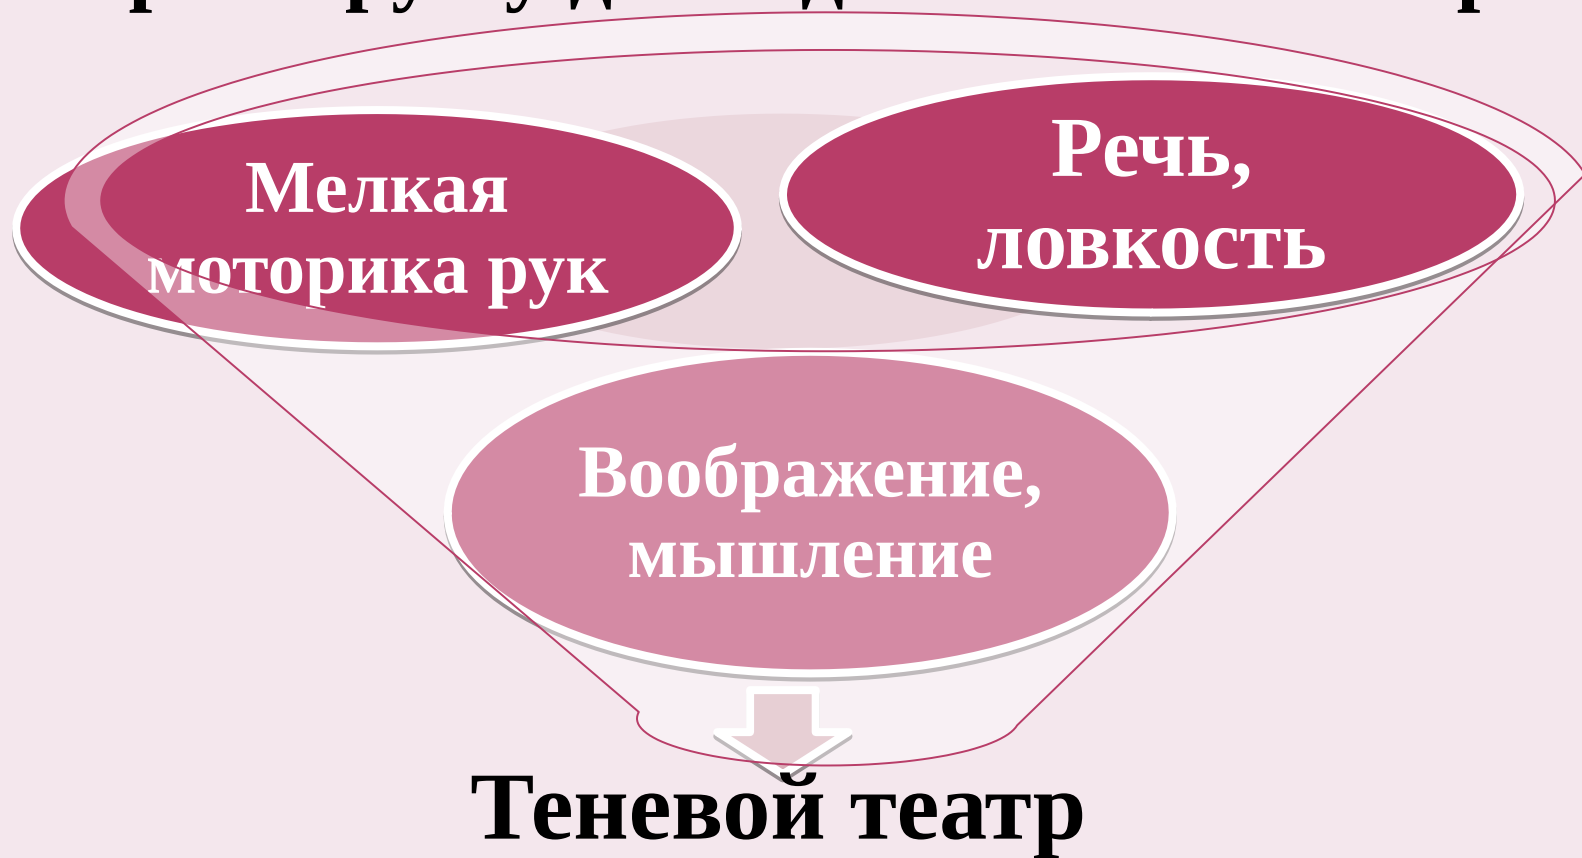 Мелкая
моторика рук
Речь,
ловкость
Воображение,
мышление
Теневой театр